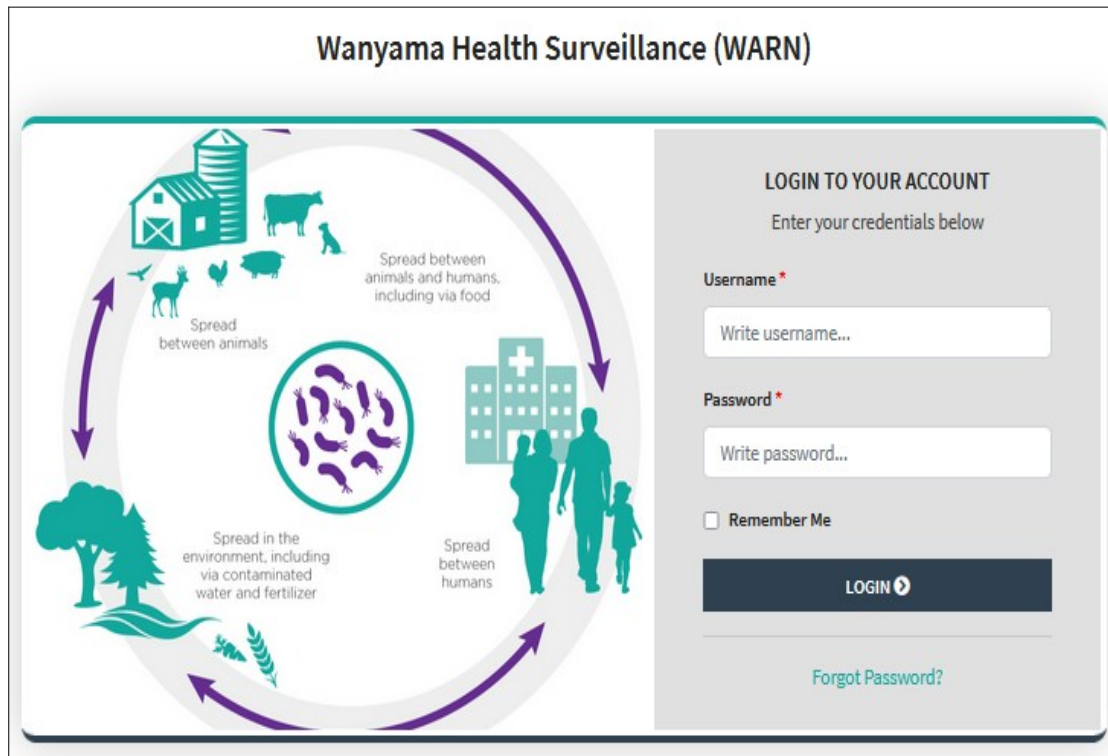 Wanyama Health Surveillance (WARN)
Spread between
animals and humans,
including via food
Spread
between animals
Spread in the
environment, including
via contaminated
water and fertilizer
Spread
between
humans
LOGIN TO YOUR ACCOUNT
Enter your credentials below
Username *
Write username...
Password *
Write password...
Remember Me
LOGIN
Forgot Password?